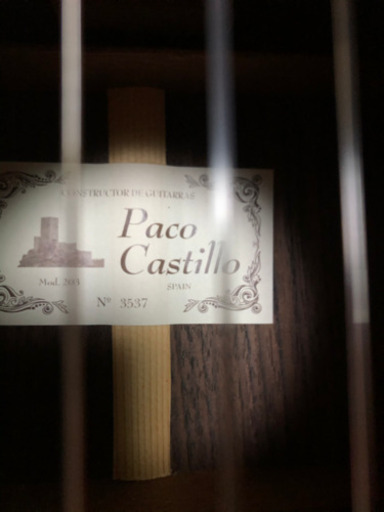 CONSTRUCTOR DE GUITARRAS
Paco
Castillo
Mod. 203
SPAIN
Nº 3537